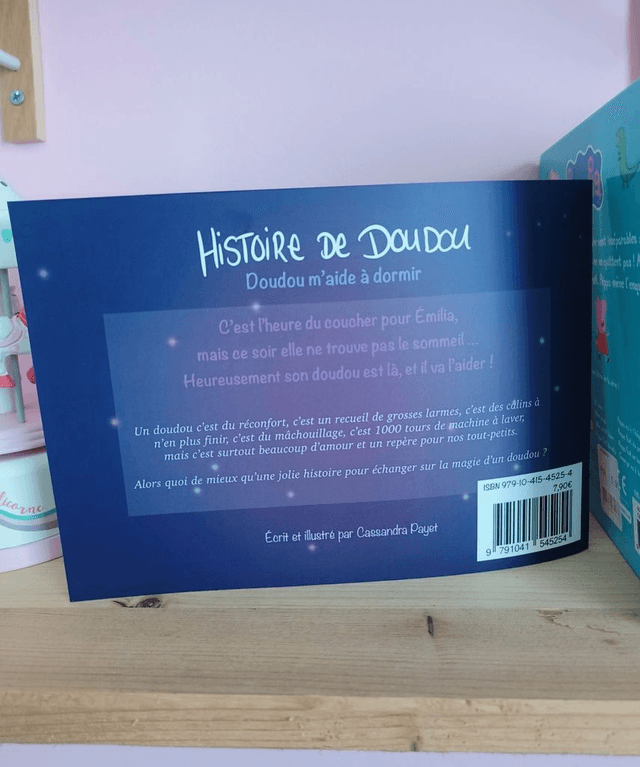 HiSTOiRE DE DOUDOU
Doudou m'aide à dormir
C'est l'heure du coucher pour Émilia,
mais ce soir elle ne trouve pas le sommeil...
Heureusement son doudou est là, et il va l'aider !
Un doudou c'est du réconfort, c'est un recueil de grosses larmes, c'est des câlins à
n'en plus finir, c'est du mâchouillage, c'est 1000 tours de machine à laver,
mais c'est surtout beaucoup d'amour et un repère pour nos tout-petits.
Alors quoi de mieux qu'une jolie histoire pour échanger sur la magie d'un doudou ?
Écrit et illustré par Cassandra Payet
ISBN 979-10-415-4525-4
7,90€
9 791041 545254